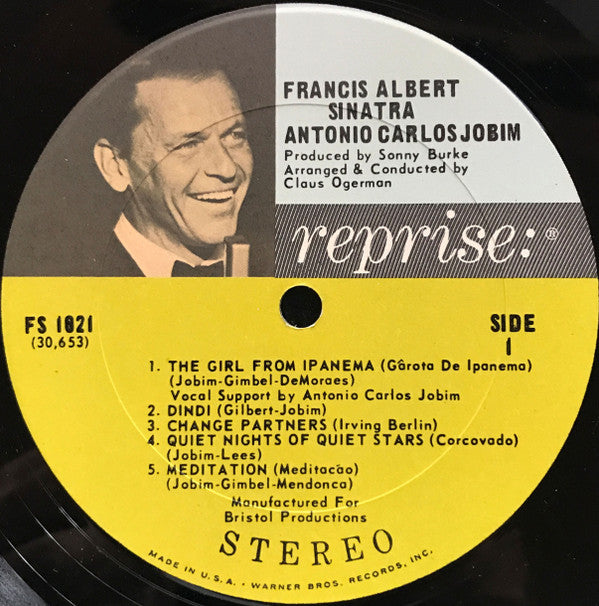 FRANCIS ALBERT
SINATRA
ANTONIO CARLOS JOBIM
Produced by Sonny Burke
Arranged & Conducted by
Claus Ogerman
reprise:®
FS 1021
(30,653)
SIDE
1
1. THE GIRL FROM IPANEMA (Gârota De Ipanema)
(Jobim-Gimbel-DeMoraes)
Vocal Support by Antonio Carlos Jobim
2. DINDI (Gilbert-Jobim)
3. CHANGE PARTNERS (Irving Berlin)
4. QUIET NIGHTS OF QUIET STARS (Corcovado)
(Jobim-Lees)
5. MEDITATION (Meditacão)
(Jobim-Gimbel-Mendonca)
Manufactured For
Bristol Productions
STEREO
MADE IN U.S.A. • WARNER BROS. RECORDS, INC.